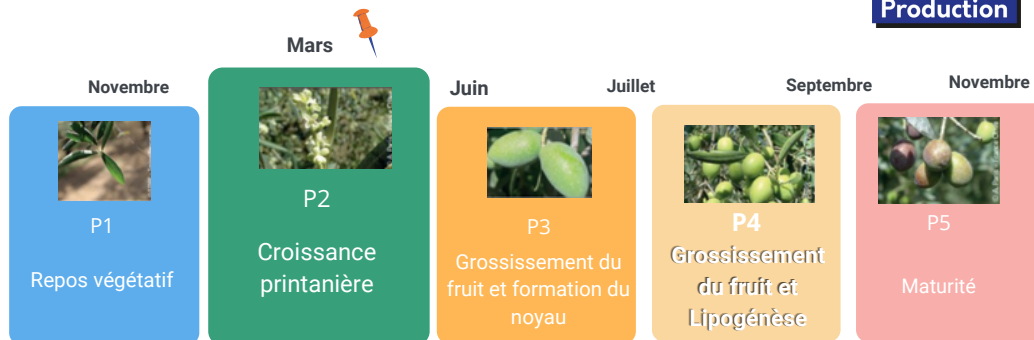 Production
Mars
Novembre
Juin
Juillet
Septembre
Novembre
P1
Repos végétatif
P2
Croissance
printanière
P3
Grossissement du
fruit et formation du
noyau
P4
Grossissement
du fruit et
Lipogénèse
P5
Maturité